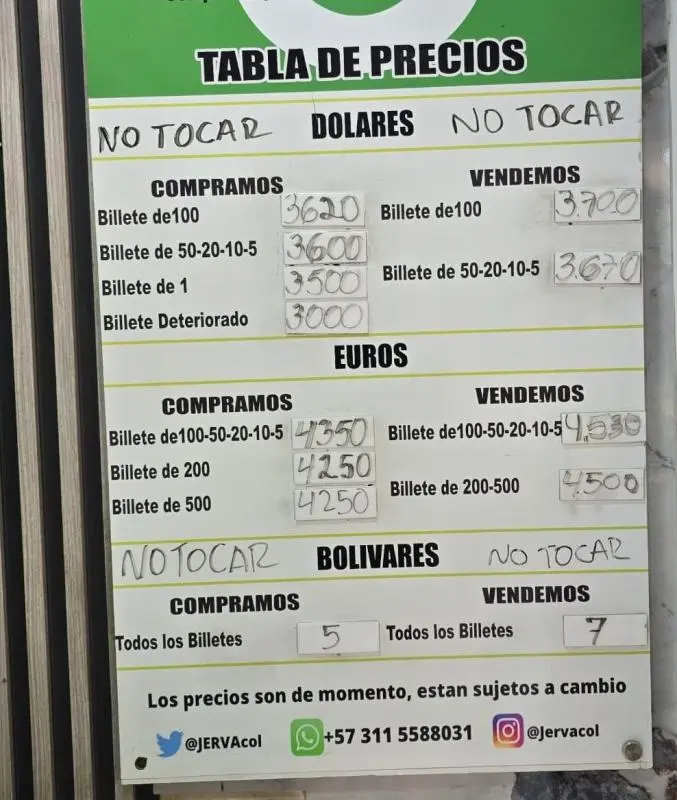 TABLA DE PRECIOS
NO TOCAR DOLARES NO TOCAR
COMPRAMOS VENDEMOS
Billete de100 3620 Billete de100 3.700
Billete de 50-20-10-5 3600 Billete de 50-20-10-5 3.670
Billete de 1 3500
Billete Deteriorado 3000
EUROS
COMPRAMOS VENDEMOS
Billete de100-50-20-10-5 4350 Billete de100-50-20-10-5 4.530
Billete de 200 4250 Billete de 200-500 4.500
Billete de 500 4250
NO TOCAR BOLIVARES NO TOCAR
COMPRAMOS VENDEMOS
Todos los Billetes 5 Todos los Billetes 7
Los precios son de momento, estan sujetos a cambio
@JERVAcol +57 311 5588031 @Jervacol